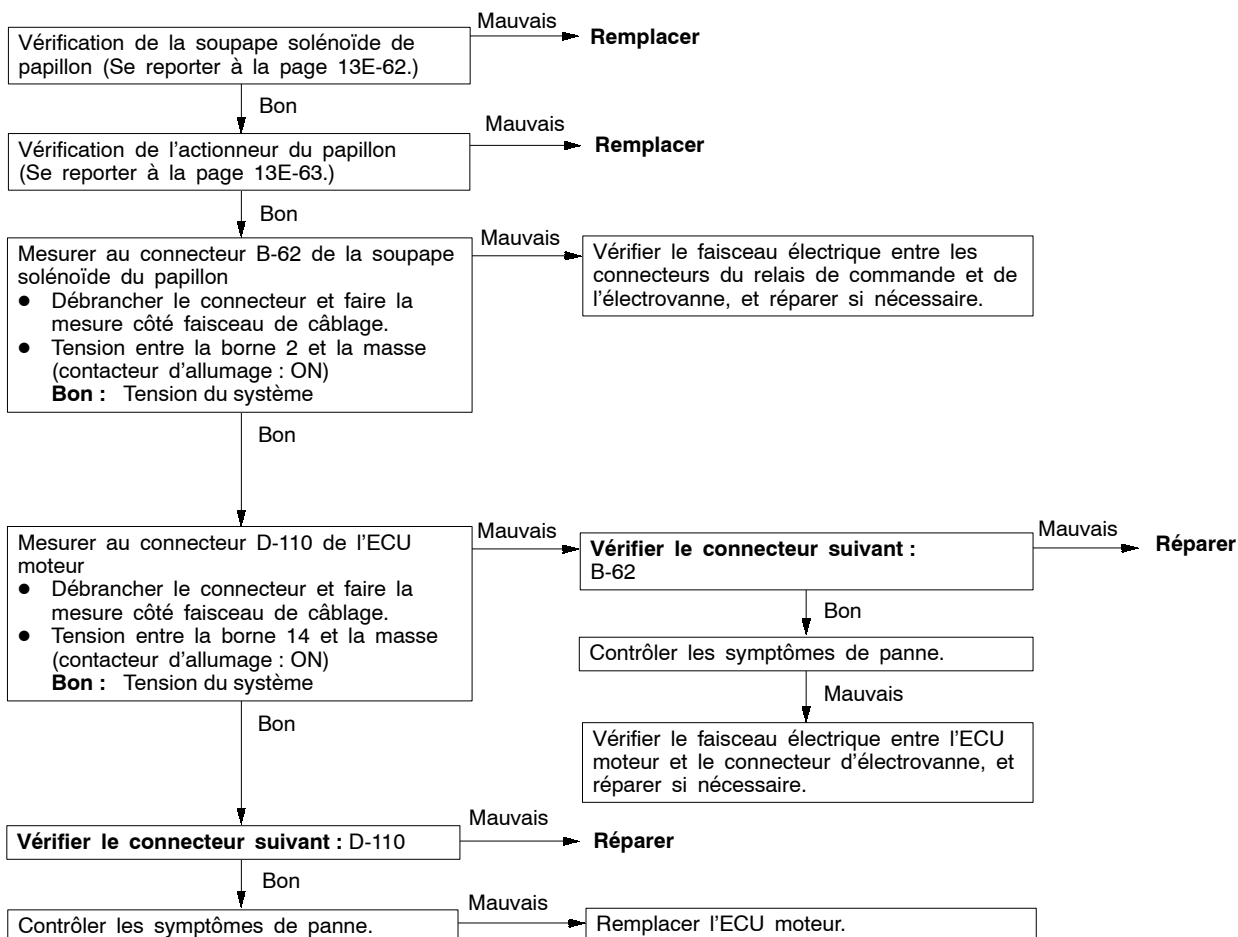 Vérification de la soupape solénoïde de
papillon (Se reporter à la page 13E-62.)
Mauvais
Remplacer
Bon
Vérification de l'actionneur du papillon
(Se reporter à la page 13E-63.)
Mauvais
Remplacer
Bon
Mesurer au connecteur B-62 de la soupape
solénoïde du papillon
● Débrancher le connecteur et faire la
mesure côté faisceau de câblage.
● Tension entre la borne 2 et la masse
(contacteur d'allumage : ON)
Bon : Tension du système
Mauvais
Vérifier le faisceau électrique entre les
connecteurs du relais de commande et de
l'électrovanne, et réparer si nécessaire.
Bon
Mesurer au connecteur D-110 de l'ECU
moteur
● Débrancher le connecteur et faire la
mesure côté faisceau de câblage.
● Tension entre la borne 14 et la masse
(contacteur d'allumage : ON)
Bon : Tension du système
Mauvais
Vérifier le connecteur suivant :
B-62
Mauvais
Réparer
Bon
Contrôler les symptômes de panne.
Mauvais
Vérifier le faisceau électrique entre l'ECU
moteur et le connecteur d'électrovanne, et
réparer si nécessaire.
Bon
Vérifier le connecteur suivant : D-110
Mauvais
Réparer
Bon
Contrôler les symptômes de panne.
Mauvais
Remplacer l'ECU moteur.